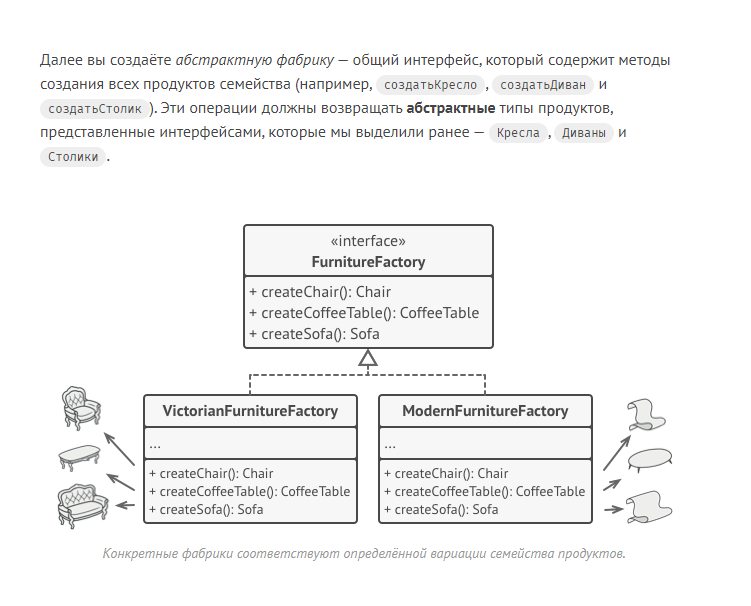 Далее вы создаёте абстрактную фабрику — общий интерфейс, который содержит методы
создания всех продуктов семейства (например, создатьКресло , создатьДиван и
создатьСтолик ). Эти операции должны возвращать абстрактные типы продуктов,
представленные интерфейсами, которые мы выделили ранее — Кресла , Диваны и
Столики .
«interface»
FurnitureFactory
+ createChair(): Chair
+ createCoffeeTable(): CoffeeTable
+ createSofa(): Sofa
VictorianFurnitureFactory
...
+ createChair(): Chair
+ createCoffeeTable(): CoffeeTable
+ createSofa(): Sofa
ModernFurnitureFactory
...
+ createChair(): Chair
+ createCoffeeTable(): CoffeeTable
+ createSofa(): Sofa
Конкретные фабрики соответствуют определённой вариации семейства продуктов.